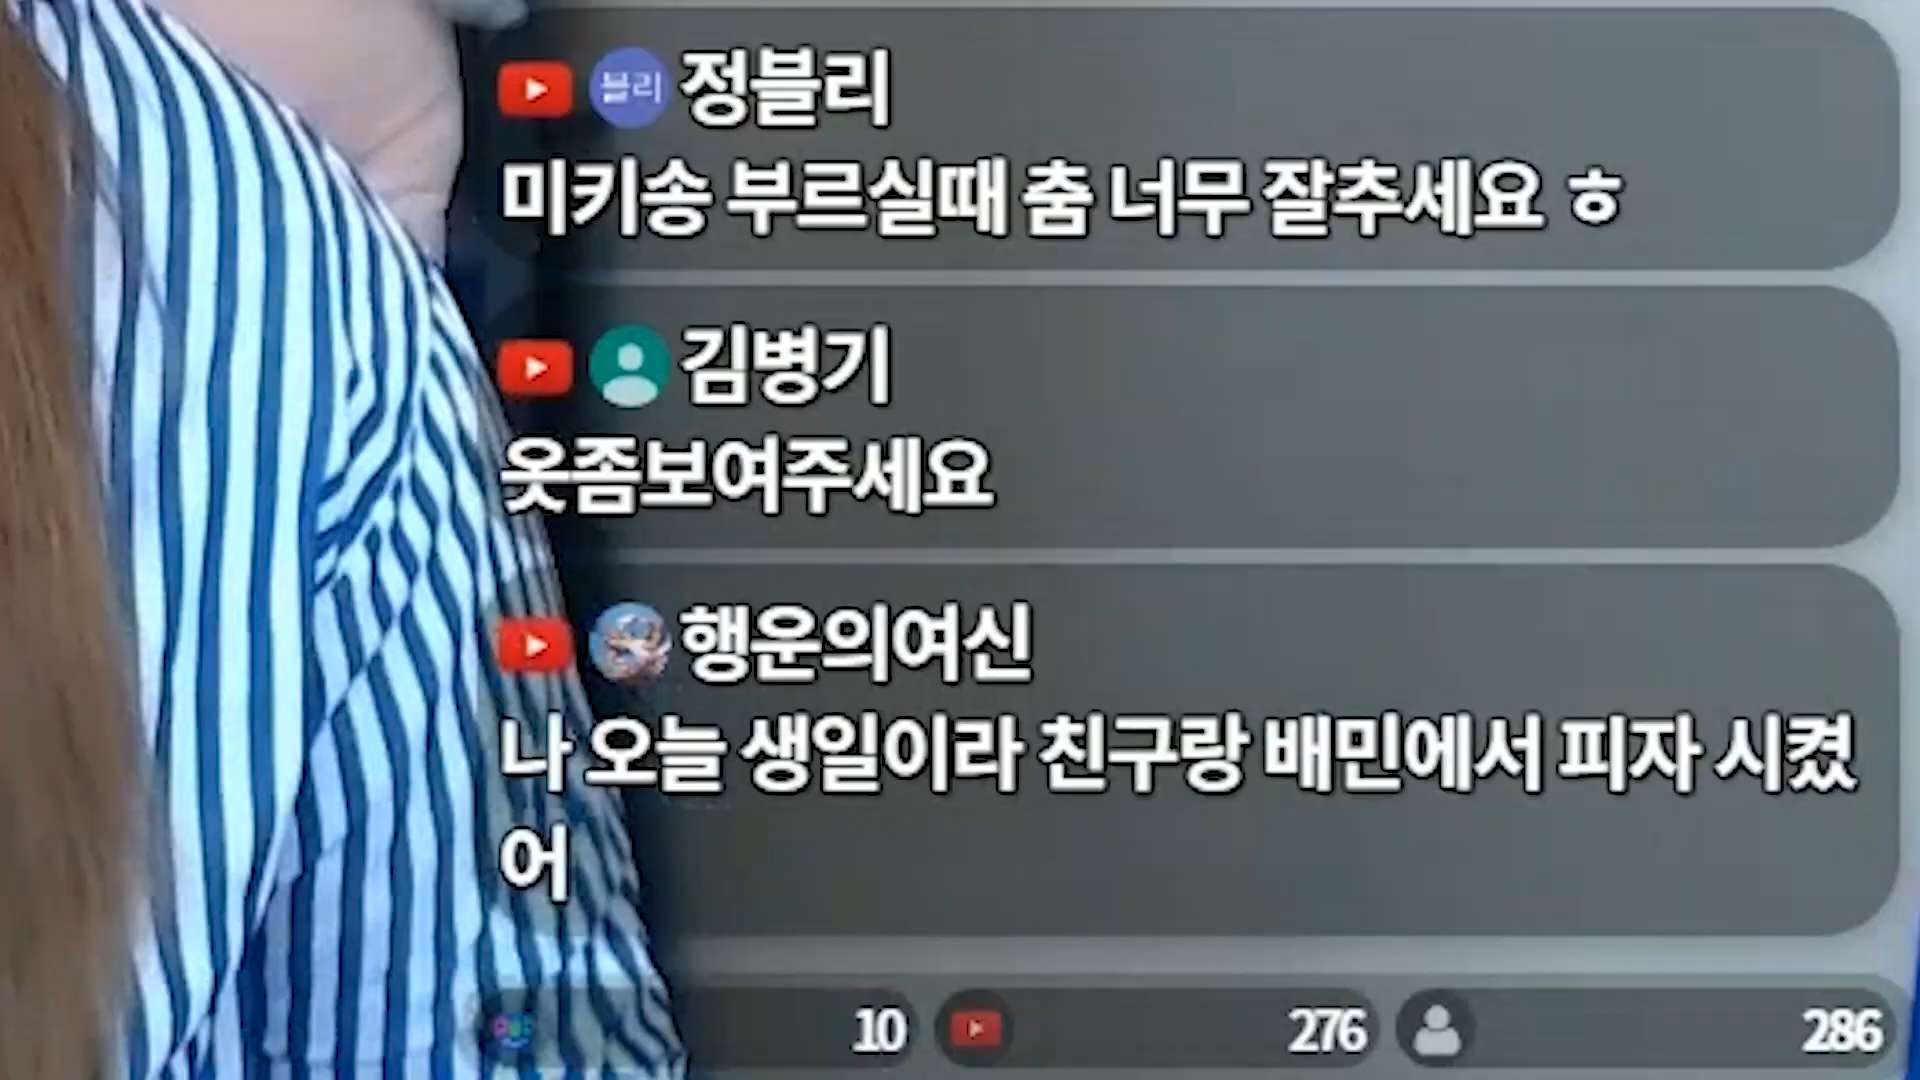 블리 정블리
미키송 부르실때 춤 너무 잘추세요 ㅎ
김병기
옷좀보여주세요
행운의여신
나 오늘 생일이라 친구랑 배민에서 피자 시켰
어
10 276 286